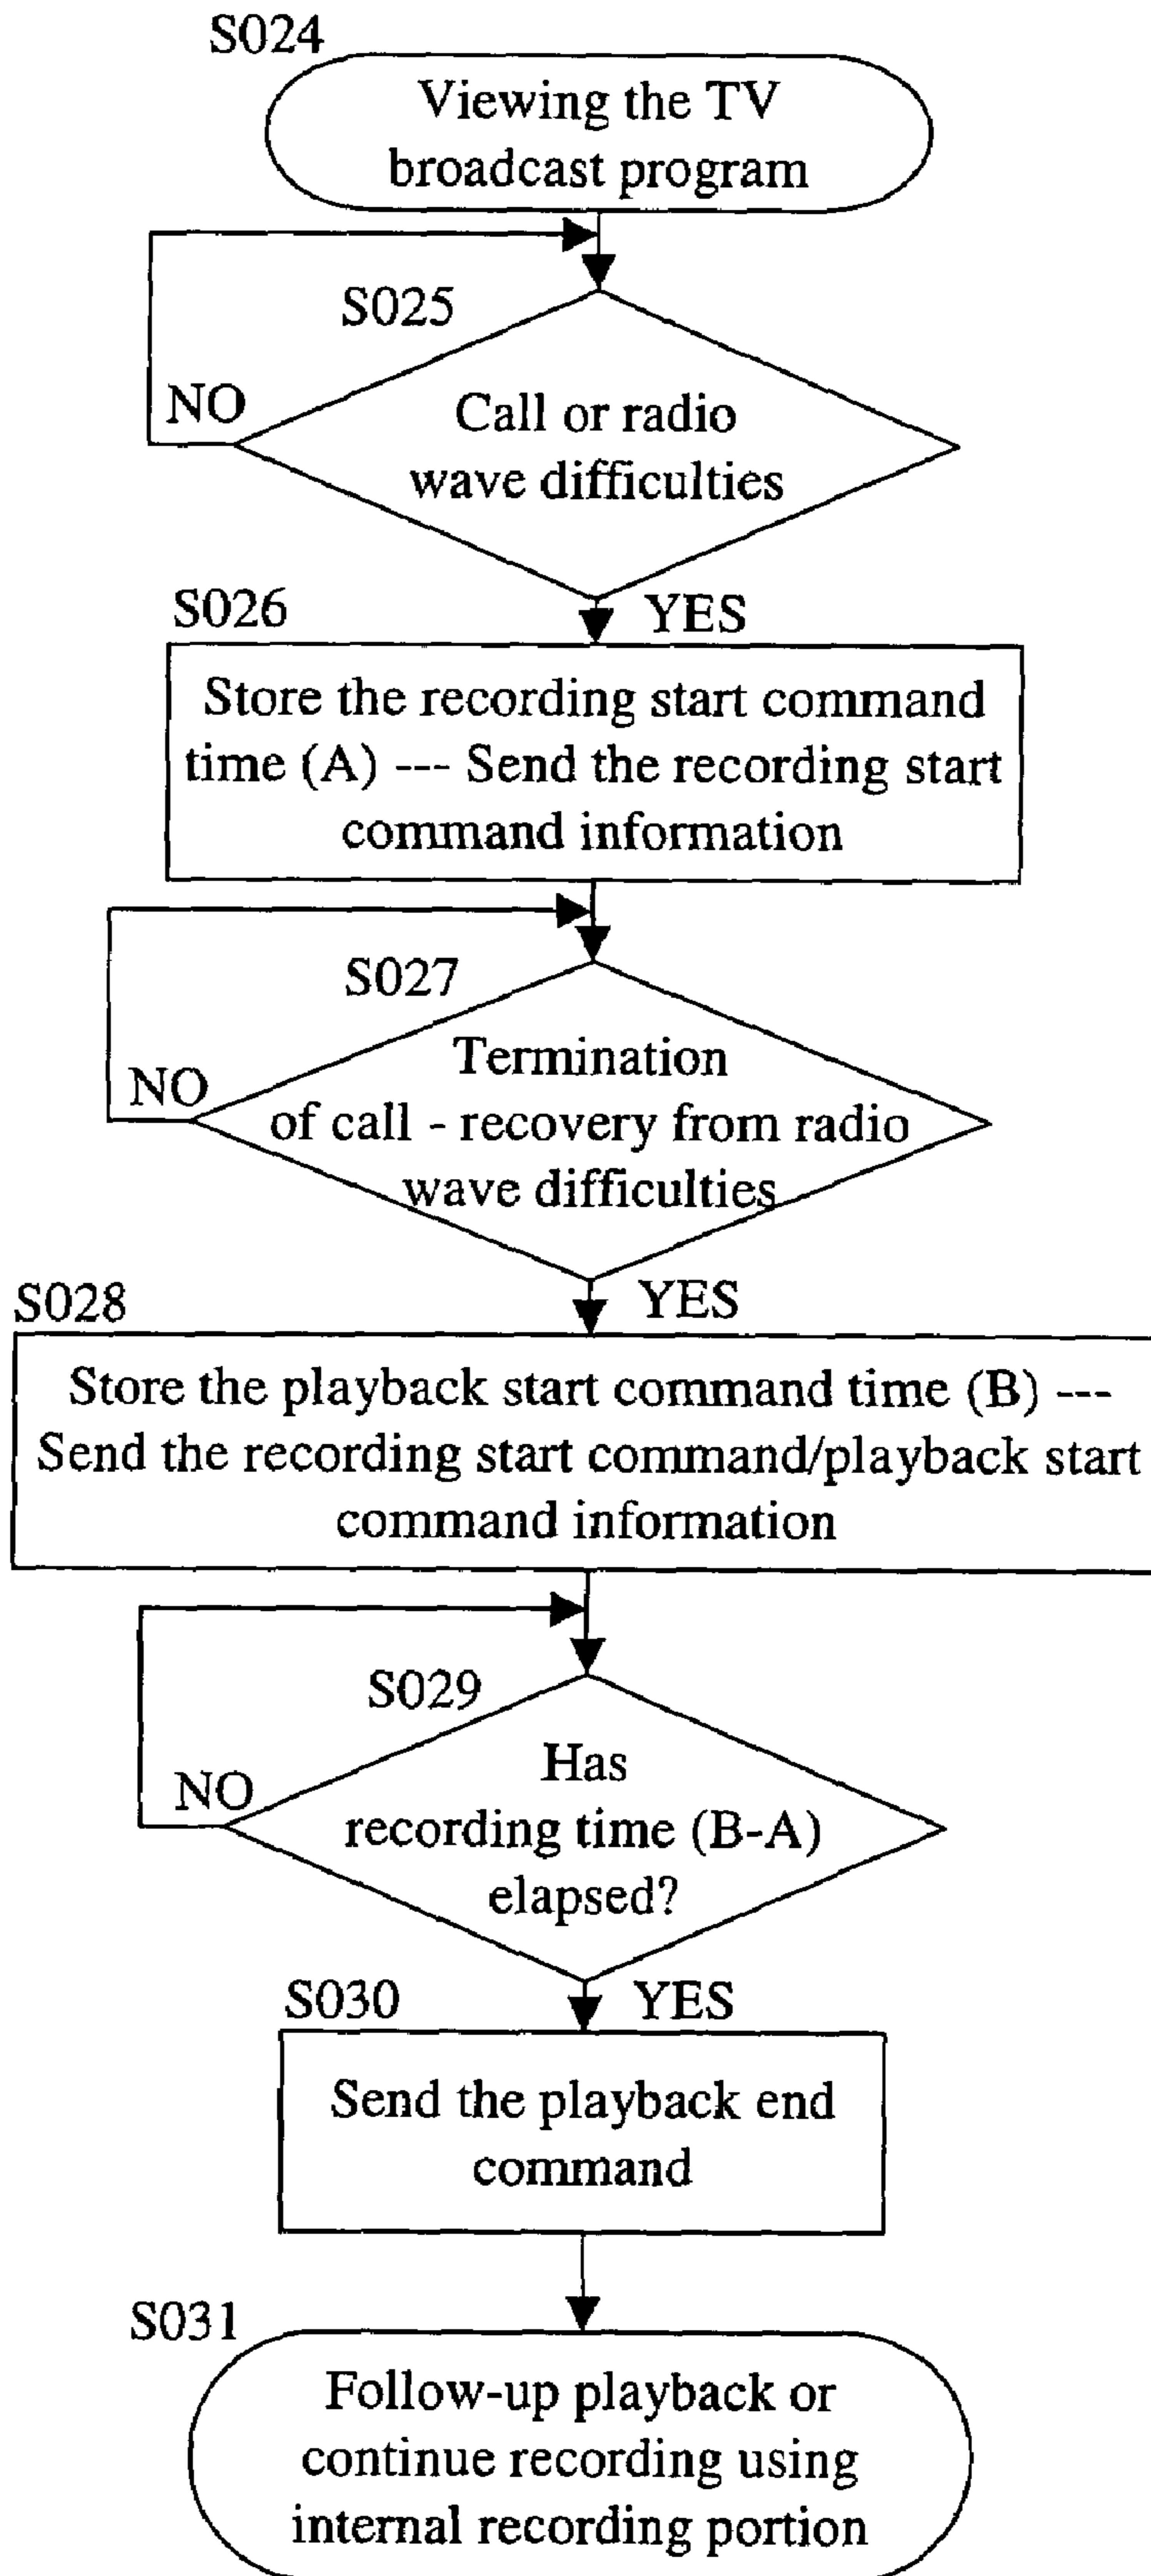 S024
Viewing the TV
broadcast program
S025
NO
Call or radio
wave difficulties
YES
S026
Store the recording start command
time (A) --- Send the recording start
command information
S027
NO
Termination
of call - recovery from radio
wave difficulties
YES
S028
Store the playback start command time (B) ---
Send the recording start command/playback start
command information
S029
NO
Has
recording time (B-A)
elapsed?
YES
S030
Send the playback end
command
S031
Follow-up playback or
continue recording using
internal recording portion